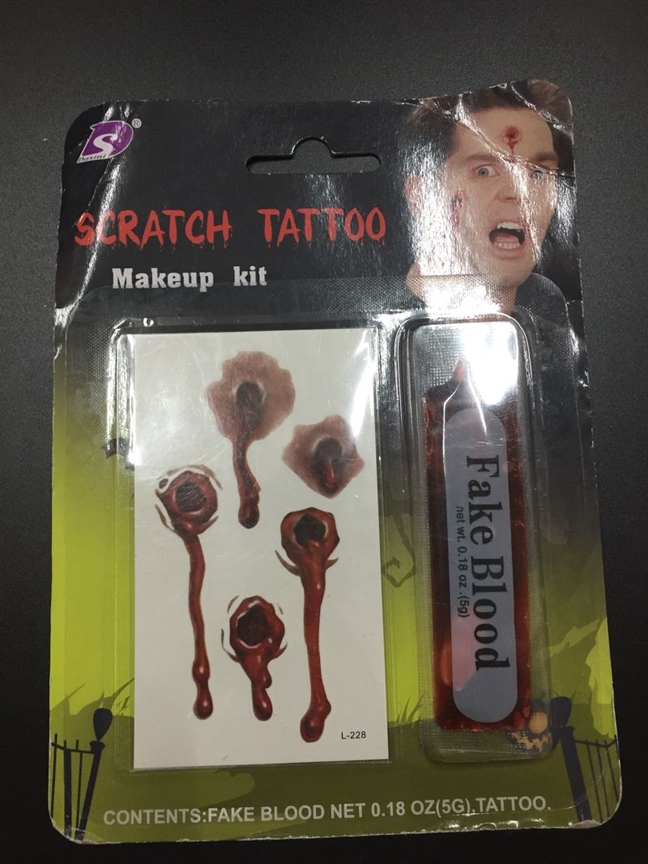 DS®
SCRATCH TATTOO
Makeup kit
Fake Blood
net wt. 0.18 oz.(5g)
L-228
CONTENTS:FAKE BLOOD NET 0.18 OZ(5G).TATTOO.